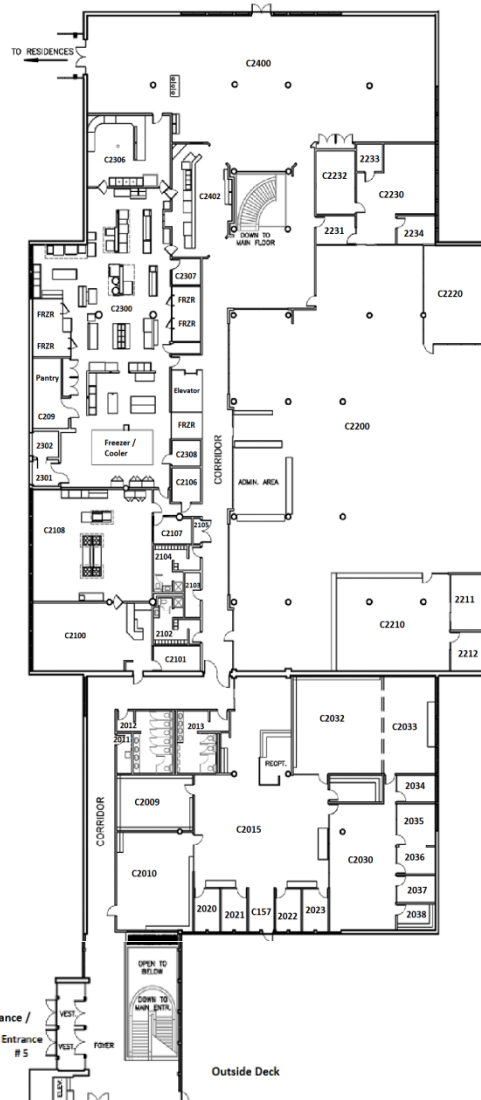 TO RESIDENCES
C2400
C2306
C2402
C2232
2233
C2230
DOWN TO
MAIN FLOOR
2231
2234
C2220
C2307
C2300
FRZR
FRZR
FRZR
FRZR
Pantry
C209
Elevator
FRZR
C2200
CORRIDOR
2302
2301
Freezer /
Cooler
C2308
C2106
ADMIN. AREA
C2108
C2107
2105
2104
2103
C2100
2102
C2101
2211
C2210
2212
2012
2011
2013
C2032
C2033
RECPT.
2034
CORRIDOR
C2009
C2015
2035
C2010
C2030
2036
2037
2020
2021
C157
2022
2023
2038
OPEN TO
BELOW
DOWN TO
MAIN ENTR.
ance /
Entrance
# 5
VEST.
VEST.
FOYER
Outside Deck
ELEV.